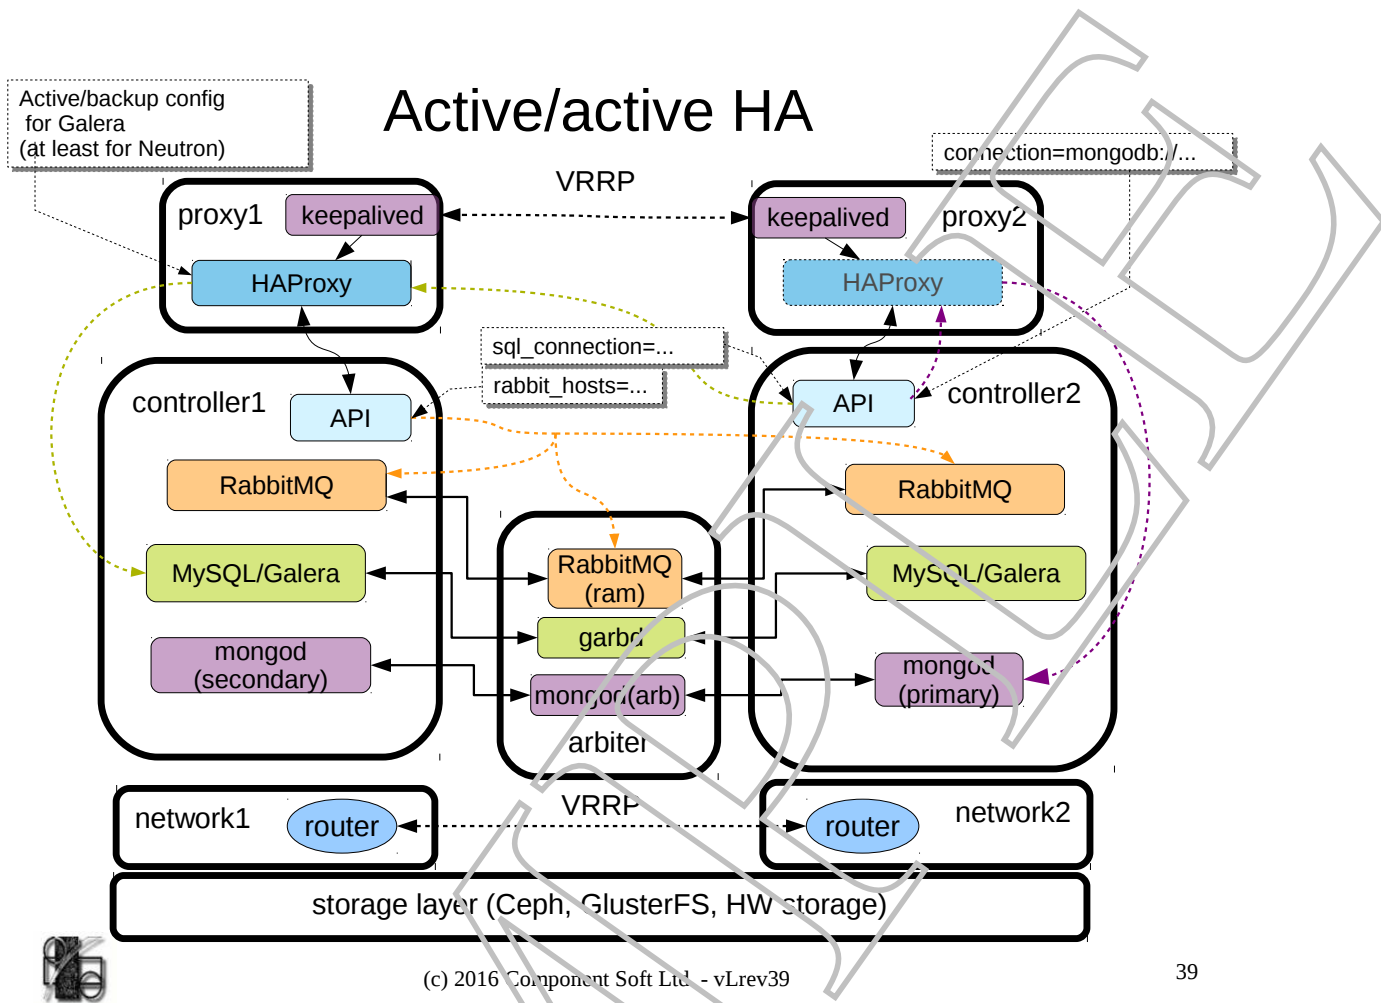 Active/backup config
for Galera
(at least for Neutron)
Active/active HA
connection=mongodb://...
VRRP
proxy1
keepalived
keepalived
proxy2
HAProxy
HAProxy
sql_connection=...
rabbit_hosts=...
controller1
API
API
controller2
RabbitMQ
RabbitMQ
RabbitMQ
(ram)
MySQL/Galera
MySQL/Galera
garbd
mongod
(secondary)
mongod(arb)
mongod
(primary)
arbiter
network1
router
VRRP
router
network2
storage layer (Ceph, GlusterFS, HW storage)
(c) 2016 Component Soft Ltd. - vLrev39
39